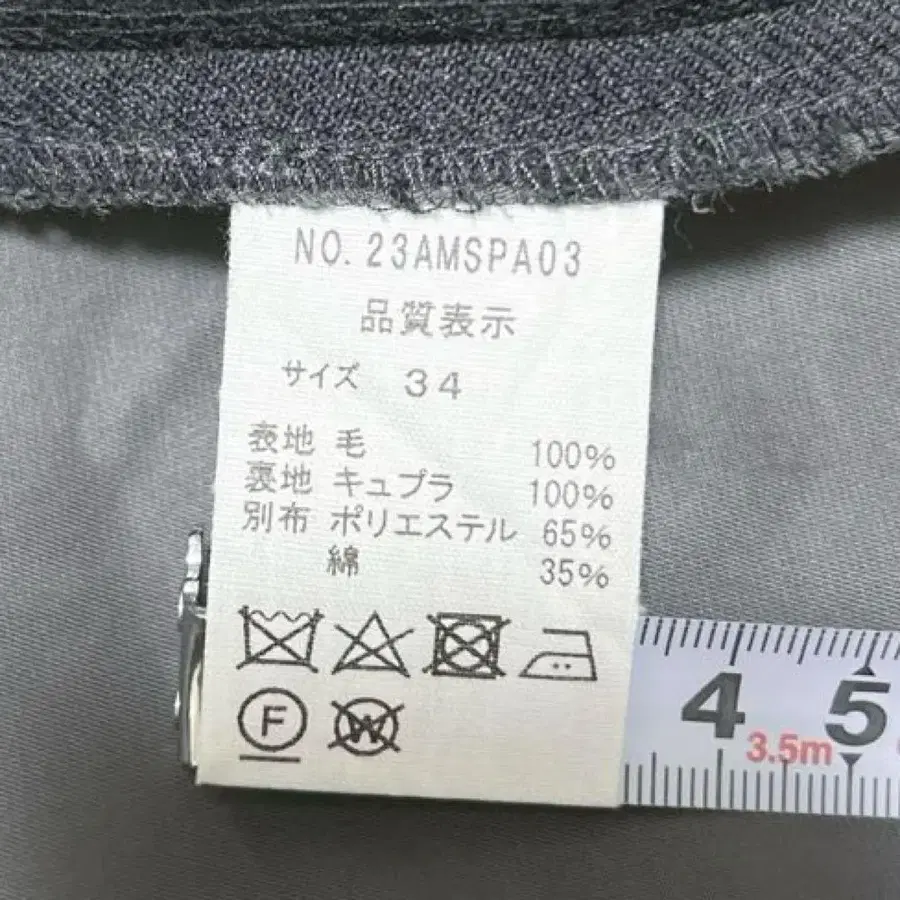 NO. 23AMSPA03
品質表示
サイズ 34
表地 毛 100%
裏地 キュプラ 100%
別布 ポリエステル 65%
綿 35%
F W
4 3.5m 5